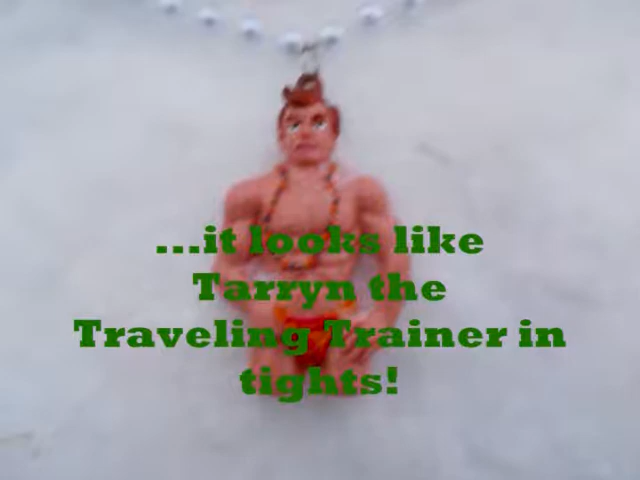 ...it looks like
Tarryn the
Traveling Trainer in
tights!